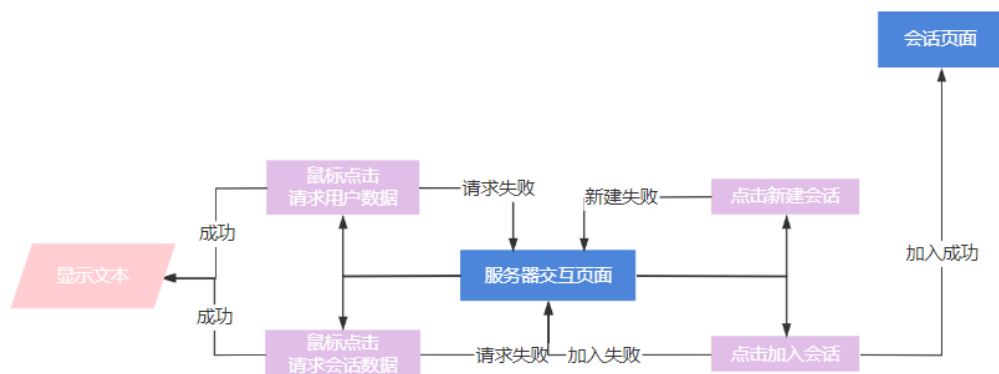 会话页面
鼠标点击
请求用户数据
请求失败
新建失败
点击新建会话
成功
加入成功
显示文本
服务器交互页面
成功
鼠标点击
请求会话数据
请求失败
加入失败
点击加入会话